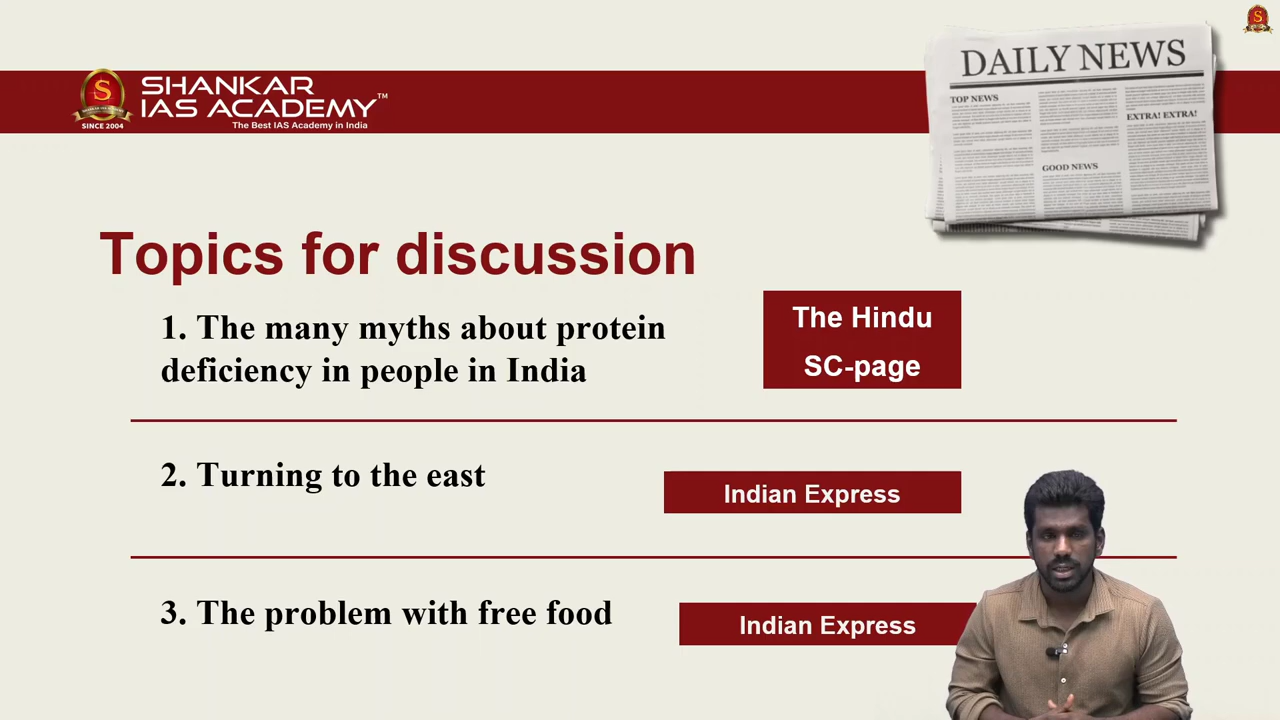 SHANKAR
IAS ACADEMY™
The Best IAS Academy in India
S
SINCE 2004
S
DAILY NEWS
TOP NEWS
EXTRA! EXTRA!
GOOD NEWS
Topics for discussion
1. The many myths about protein
deficiency in people in India
The Hindu
SC-page
2. Turning to the east
Indian Express
3. The problem with free food
Indian Express